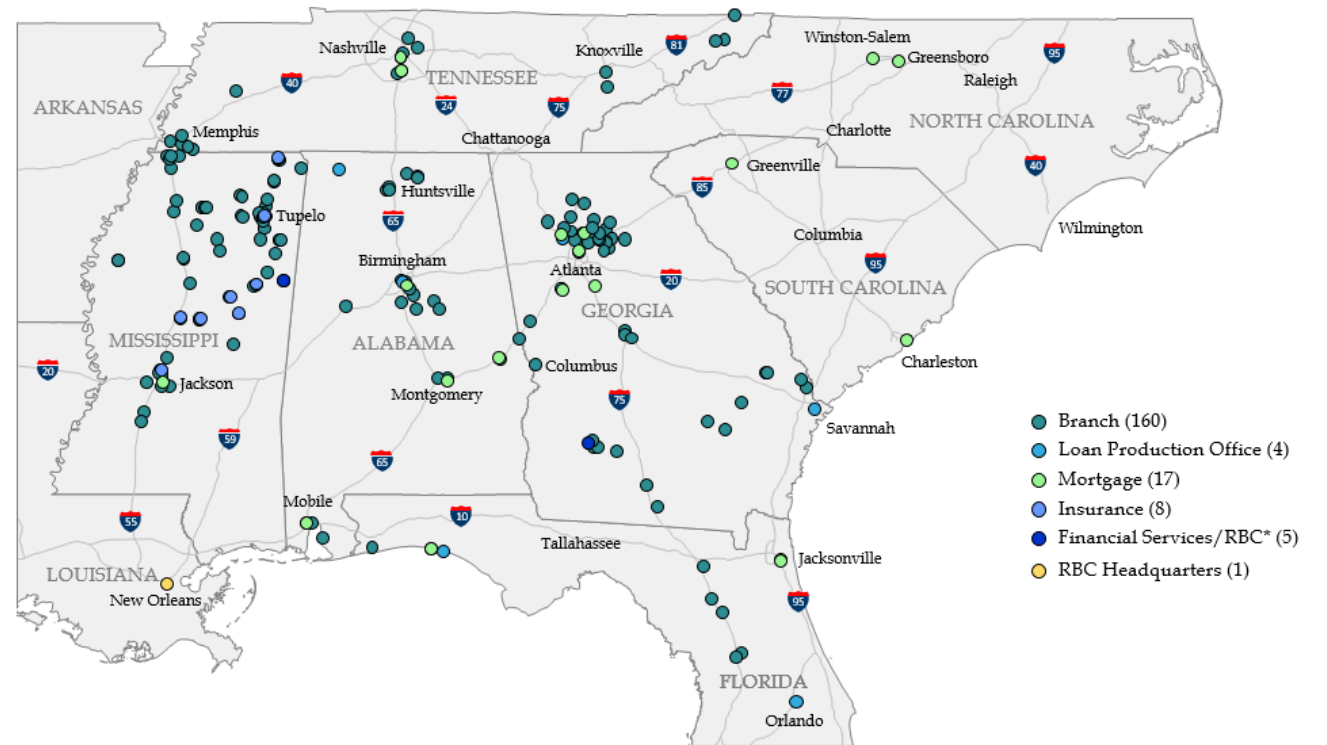 Winston-Salem
Nashville
Knoxville
81
Greensboro
95
TENNESSEE
Raleigh
40
77
ARKANSAS
24
75
NORTH CAROLINA
Memphis
Chattanooga
Charlotte
Greenville
40
85
Huntsville
Tupelo
65
Wilmington
Columbia
Birmingham
95
Atlanta
20
SOUTH CAROLINA
GEORGIA
MISSISSIPPI
ALABAMA
20
Columbus
Charleston
Jackson
Montgomery
75
59
Savannah
65
Branch (160)
Loan Production Office (4)
Mortgage (17)
Insurance (8)
Financial Services/RBC* (5)
RBC Headquarters (1)
Mobile
55
10
Tallahassee
Jacksonville
LOUISIANA
New Orleans
95
FLORIDA
Orlando